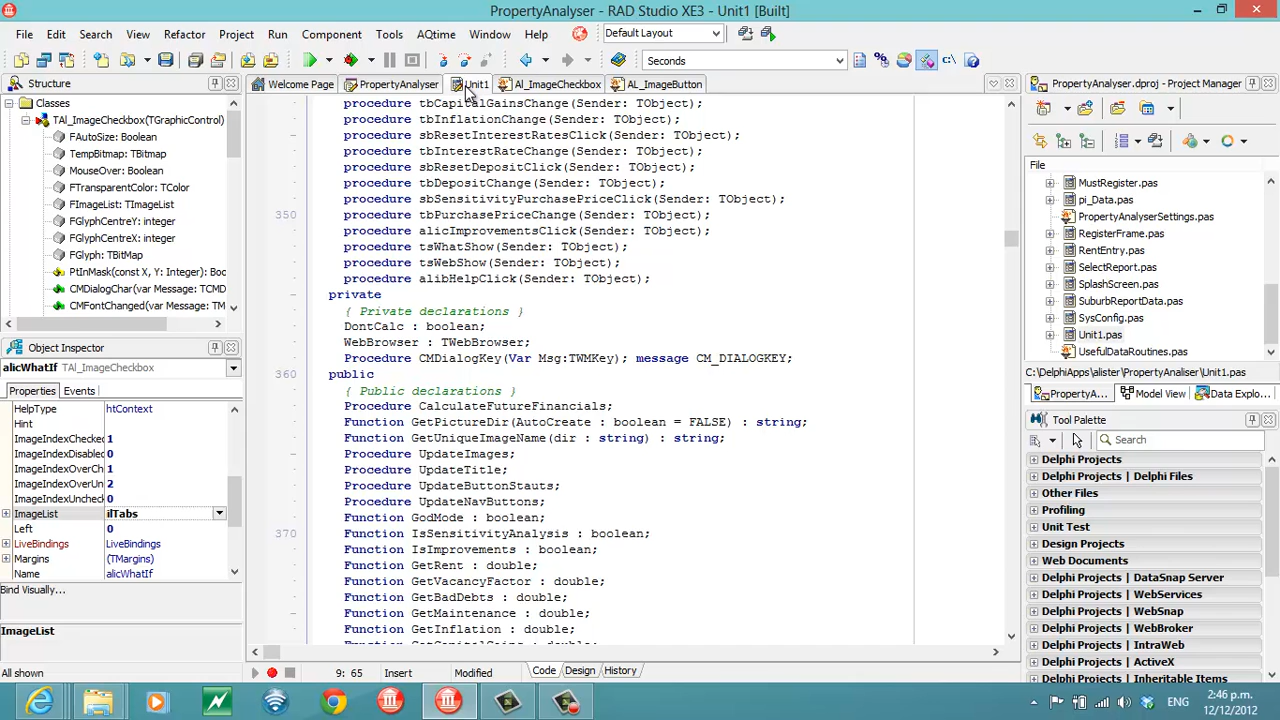 PropertyAnalyser - RAD Studio XE3 - Unit1 [Built]
File Edit Search View Refactor Project Run Component Tools AQtime Window Help Default Layout
Seconds
Structure
Welcome Page PropertyAnalyser Unit1 Al_ImageCheckbox AL_ImageButton
PropertyAnalyser.dproj - Project Manager
Classes
TAl_ImageCheckbox(TGraphicControl)
FAutoSize: Boolean
TempBitmap: TBitmap
MouseOver: Boolean
FTransparentColor: TColor
FImageList: TImageList
FGlyphCentreY: integer
FGlyphCentreX: integer
FGlyph: TBitMap
PtInMask(const X, Y: Integer): Boo
CMDialogChar(var Message: TCMD
CMFontChanged(var Message: TM
Object Inspector
alicWhatIf TAl_ImageCheckbox
Properties Events
HelpType htContext
Hint
ImageIndexChecked 1
ImageIndexDisabled 0
ImageIndexOverCh 1
ImageIndexOverUn 2
ImageIndexUncheck 0
ImageList ilTabs
Left 0
LiveBindings LiveBindings
Margins (TMargins)
Name alicWhatIf
Bind Visually...
ImageList
All shown
procedure tbCapitalGainsChange(Sender: TObject);
procedure tbInflationChange(Sender: TObject);
procedure sbResetInterestRatesClick(Sender: TObject);
procedure tbInterestRateChange(Sender: TObject);
procedure sbResetDepositClick(Sender: TObject);
procedure tbDepositChange(Sender: TObject);
procedure sbSensitivityPurchasePriceClick(Sender: TObject);
350 procedure tbPurchasePriceChange(Sender: TObject);
procedure alicImprovementsClick(Sender: TObject);
procedure tsWhatShow(Sender: TObject);
procedure tsWebShow(Sender: TObject);
procedure alibHelpClick(Sender: TObject);
private
{ Private declarations }
DontCalc : boolean;
WebBrowser : TWebBrowser;
Procedure CMDialogKey(Var Msg:TWMKey); message CM_DIALOGKEY;
360 public
{ Public declarations }
Procedure CalculateFutureFinancials;
Function GetPictureDir(AutoCreate : boolean = FALSE) : string;
Function GetUniqueImageName(dir : string) : string;
Procedure UpdateImages;
Procedure UpdateTitle;
Procedure UpdateButtonStauts;
Procedure UpdateNavButtons;
Function GodMode : boolean;
370 Function IsSensitivityAnalysis : boolean;
Function IsImprovements : boolean;
Function GetRent : double;
Function GetVacancyFactor : double;
Function GetBadDebts : double;
Function GetMaintenance : double;
Function GetInflation : double;
9: 65 Insert Modified Code Design History
File
MustRegister.pas
pi_Data.pas
PropertyAnalyserSettings.pas
RegisterFrame.pas
RentEntry.pas
SelectReport.pas
SplashScreen.pas
SuburbReportData.pas
SysConfig.pas
Unit1.pas
UsefulDataRoutines.pas
C:\DelphiApps\alister\PropertyAnaliser\Unit1.pas
PropertyA... Model View Data Explo...
Tool Palette
Search
Delphi Projects
Delphi Projects | Delphi Files
Other Files
Profiling
Unit Test
Design Projects
Web Documents
Delphi Projects | DataSnap Server
Delphi Projects | WebServices
Delphi Projects | WebSnap
Delphi Projects | WebBroker
Delphi Projects | IntraWeb
Delphi Projects | ActiveX
Delphi Projects | Inheritable Items
ENG
2:46 p.m.
12/12/2012